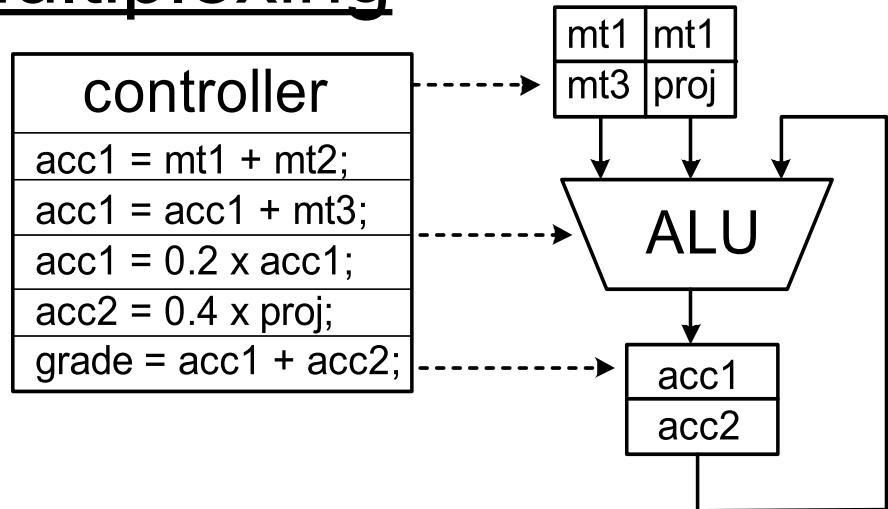 controller
acc1 = mt1 + mt2;
acc1 = acc1 + mt3;
acc1 = 0.2 x acc1;
acc2 = 0.4 x proj;
grade = acc1 + acc2;
mt1 mt1
mt3 proj
ALU
acc1
acc2